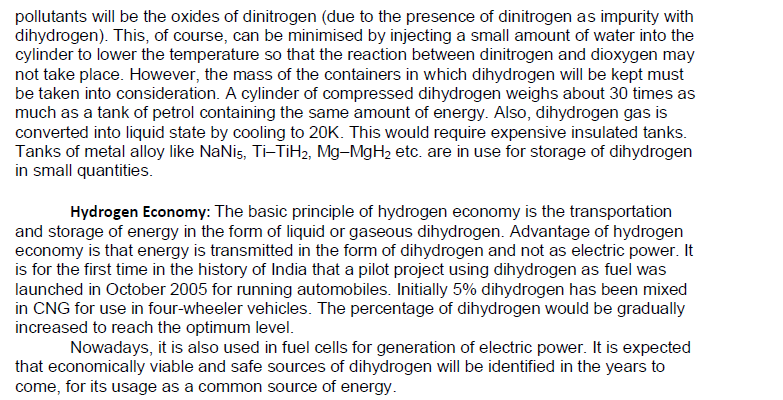 pollutants will be the oxides of dinitrogen (due to the presence of dinitrogen as impurity with
dihydrogen). This, of course, can be minimised by injecting a small amount of water into the
cylinder to lower the temperature so that the reaction between dinitrogen and dioxygen may
not take place. However, the mass of the containers in which dihydrogen will be kept must
be taken into consideration. A cylinder of compressed dihydrogen weighs about 30 times as
much as a tank of petrol containing the same amount of energy. Also, dihydrogen gas is
converted into liquid state by cooling to 20K. This would require expensive insulated tanks.
Tanks of metal alloy like NaNi₅, Ti–TiH₂, Mg–MgH₂ etc. are in use for storage of dihydrogen
in small quantities.
Hydrogen Economy: The basic principle of hydrogen economy is the transportation
and storage of energy in the form of liquid or gaseous dihydrogen. Advantage of hydrogen
economy is that energy is transmitted in the form of dihydrogen and not as electric power. It
is for the first time in the history of India that a pilot project using dihydrogen as fuel was
launched in October 2005 for running automobiles. Initially 5% dihydrogen has been mixed
in CNG for use in four-wheeler vehicles. The percentage of dihydrogen would be gradually
increased to reach the optimum level.
Nowadays, it is also used in fuel cells for generation of electric power. It is expected
that economically viable and safe sources of dihydrogen will be identified in the years to
come, for its usage as a common source of energy.